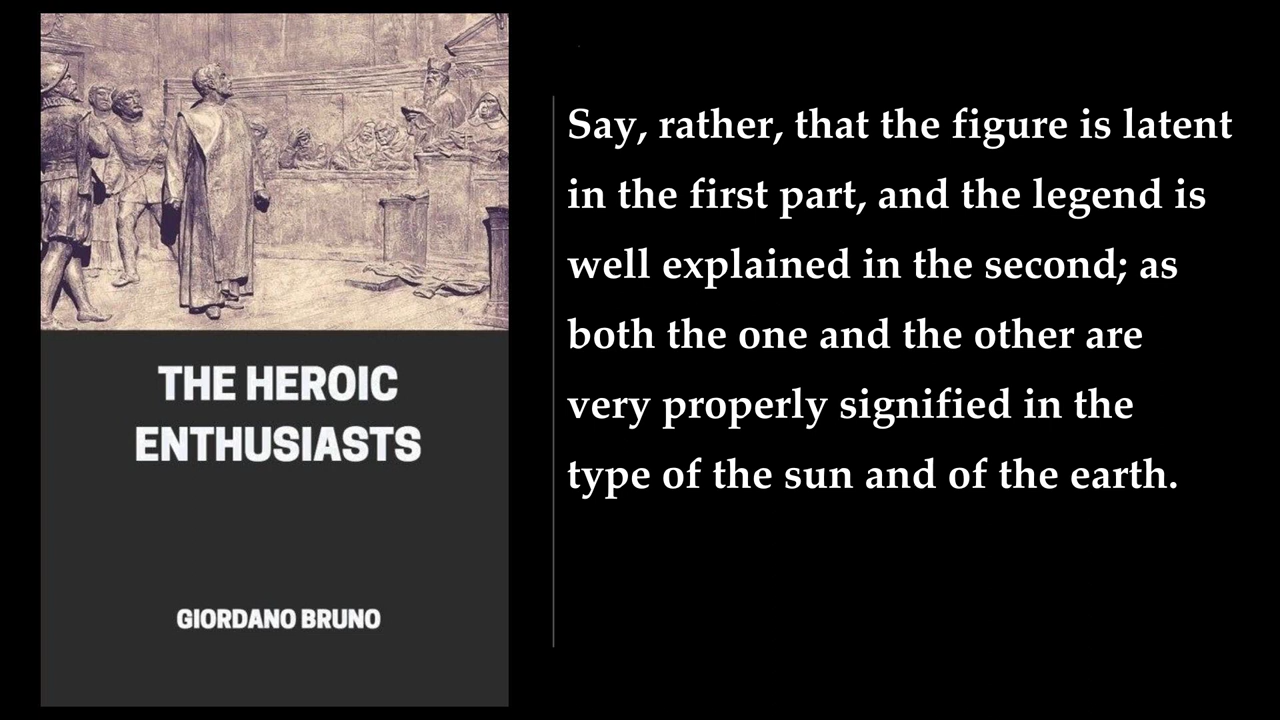 THE HEROIC
ENTHUSIASTS
GIORDANO BRUNO
Say, rather, that the figure is latent
in the first part, and the legend is
well explained in the second; as
both the one and the other are
very properly signified in the
type of the sun and of the earth.